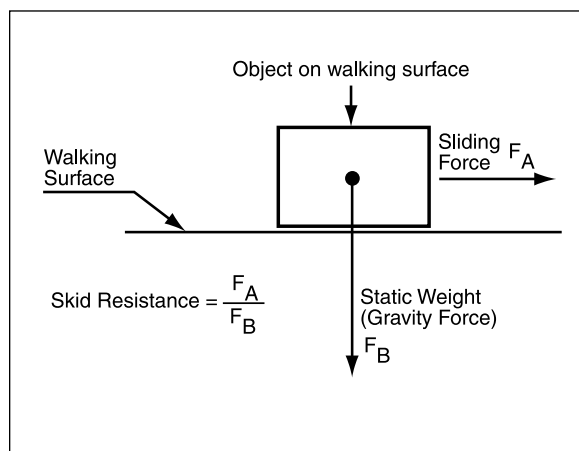 Object on walking surface
Walking
Surface
Sliding
Force F_A
Skid Resistance = F_A / F_B
Static Weight
(Gravity Force)
F_B